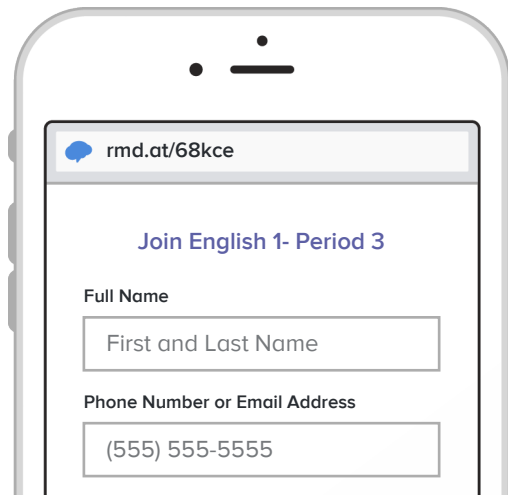 rmd.at/68kce
Join English 1- Period 3
Full Name
First and Last Name
Phone Number or Email Address
(555) 555-5555